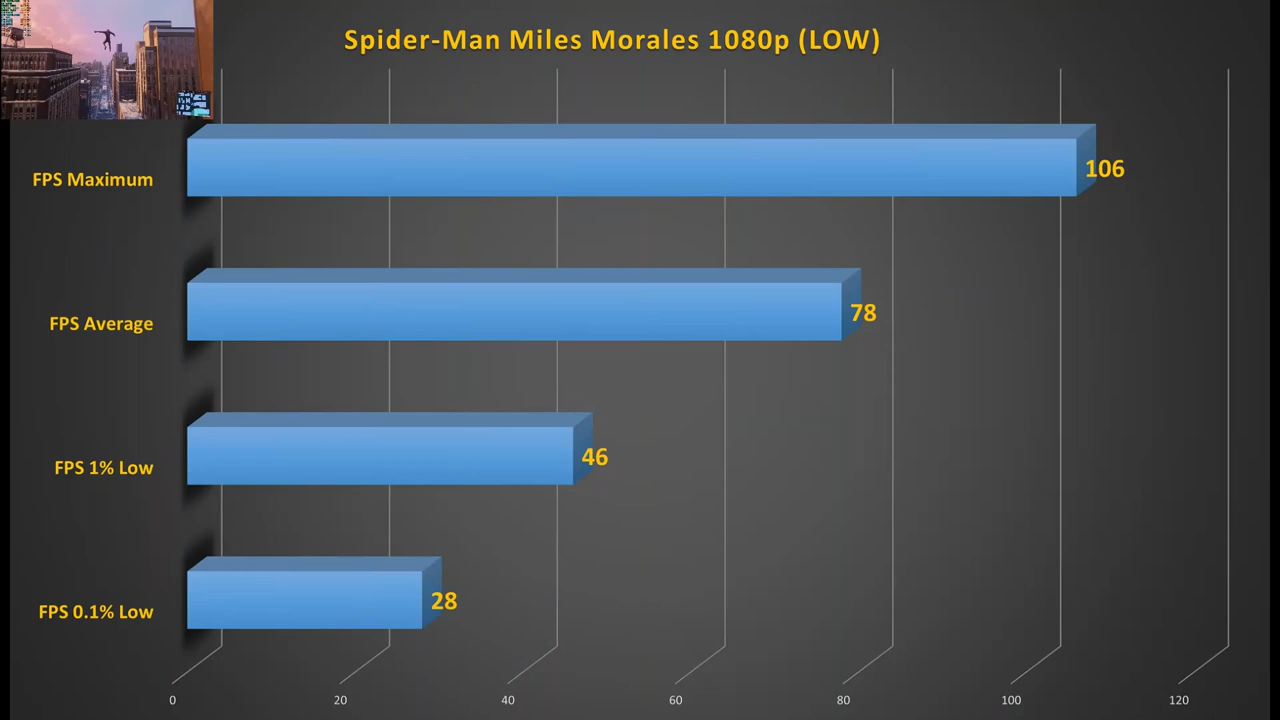 Spider-Man Miles Morales 1080p (LOW)
FPS Maximum
106
FPS Average
78
FPS 1% Low
46
FPS 0.1% Low
28
0 20 40 60 80 100 120